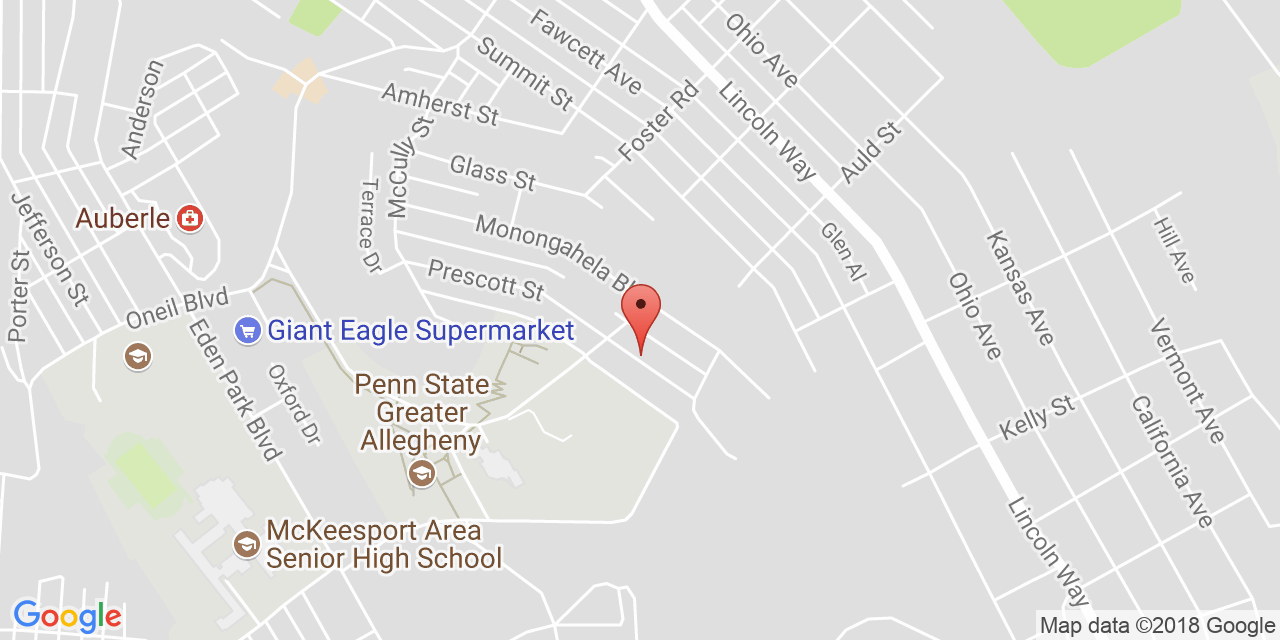 Ohio Ave
Fawcett Ave
Summit St
Anderson
Amherst St
Foster Rd
Lincoln Way
McCully St
Auld St
Glass St
Terrace Dr
Jefferson St
Auberle
Monongahela Bl
Glen Al
Hill Ave
Porter St
Prescott St
Kansas Ave
Ohio Ave
Oneil Blvd
Giant Eagle Supermarket
Eden Park Blvd
Vermont Ave
Oxford Dr
Penn State
Greater
Allegheny
Kelly St
California Ave
McKeesport Area
Senior High School
Lincoln Way
Google
Map data ©2018 Google